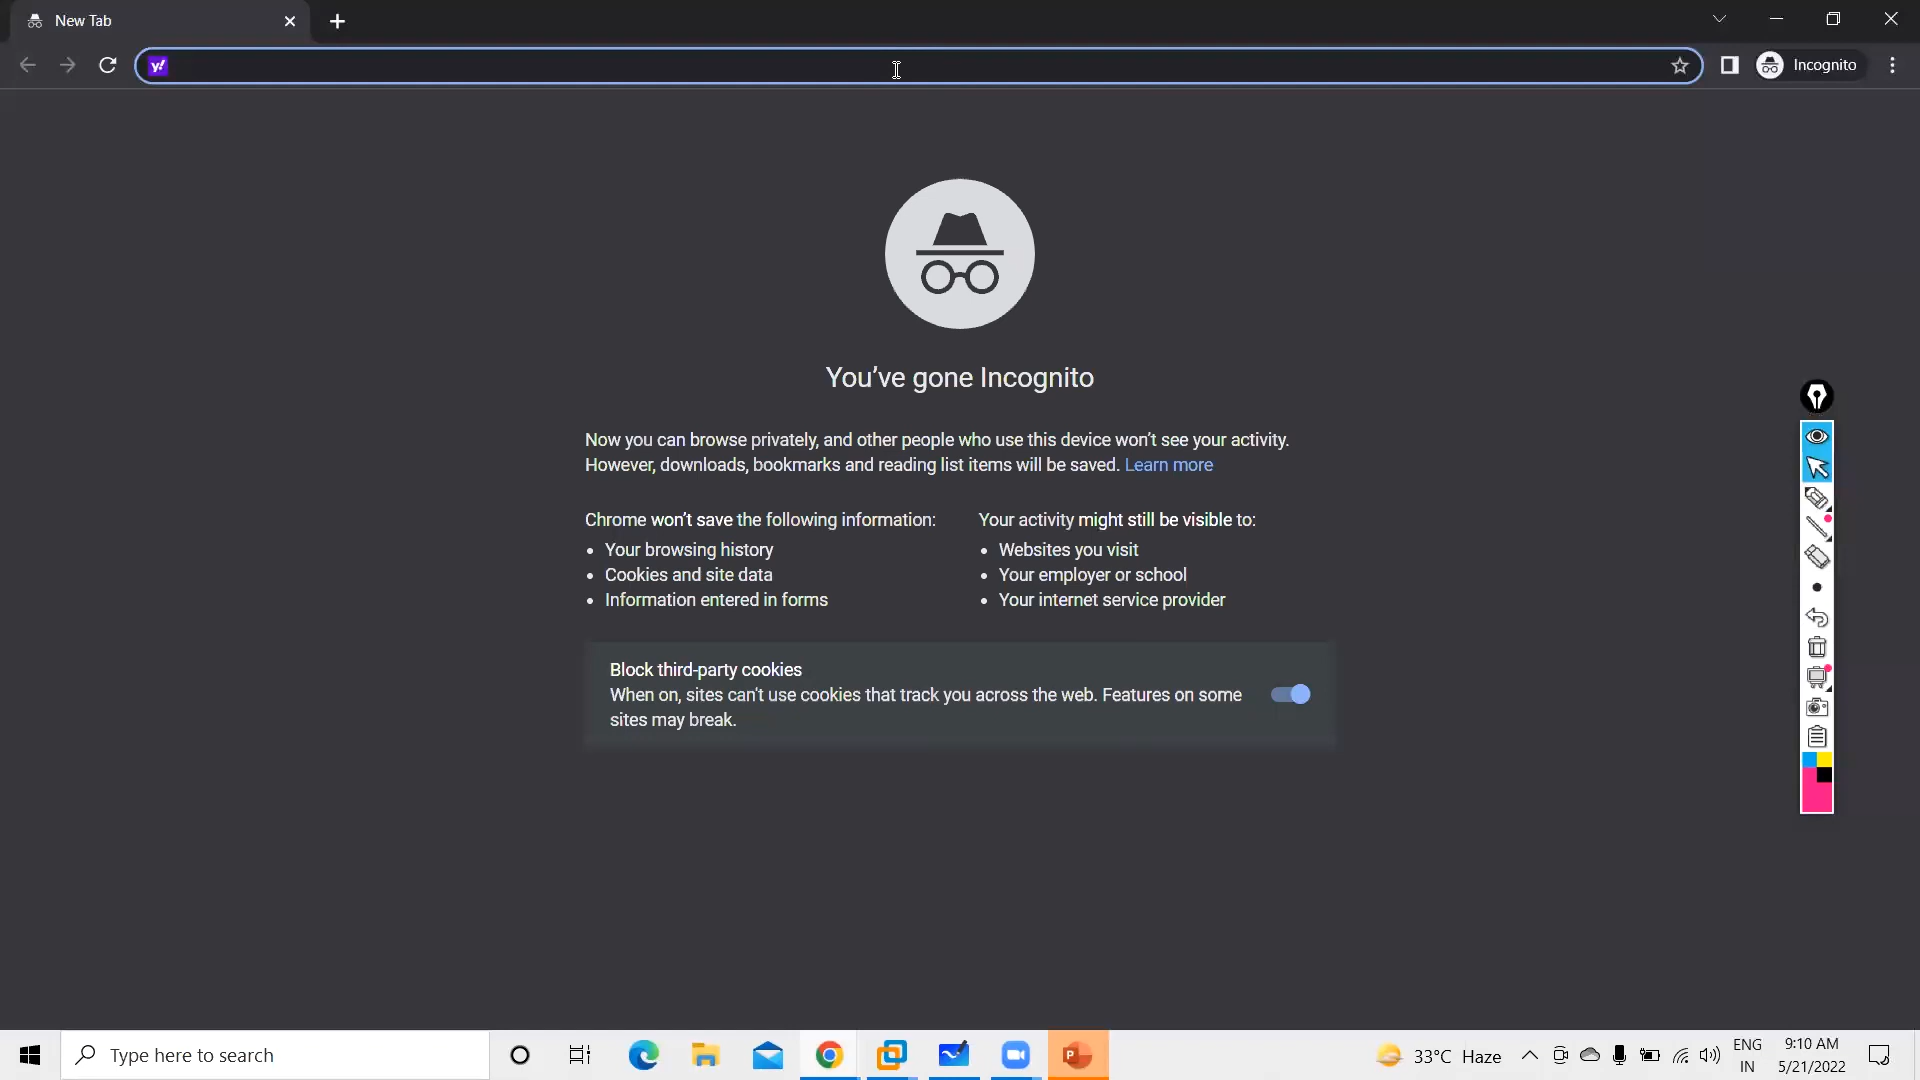 New Tab
y!
Incognito
You've gone Incognito
Now you can browse privately, and other people who use this device won't see your activity.
However, downloads, bookmarks and reading list items will be saved. Learn more
Chrome won't save the following information:
• Your browsing history
• Cookies and site data
• Information entered in forms
Your activity might still be visible to:
• Websites you visit
• Your employer or school
• Your internet service provider
Block third-party cookies
When on, sites can't use cookies that track you across the web. Features on some
sites may break.
Type here to search
P
33°C Haze
ENG
IN
9:10 AM
5/21/2022